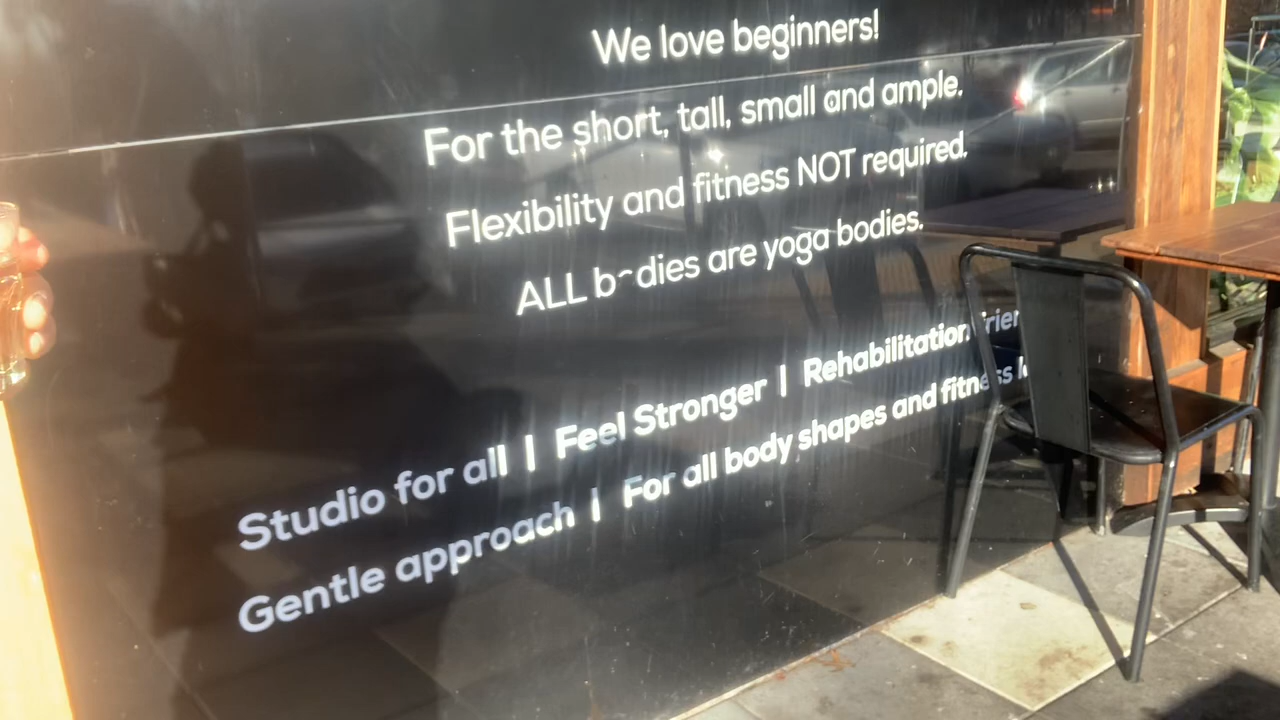 We love beginners!
For the short, tall, small and ample.
Flexibility and fitness NOT required.
ALL bodies are yoga bodies.
Studio for all | Feel Stronger | Rehabilitation
Gentle approach | For all body shapes and fitness